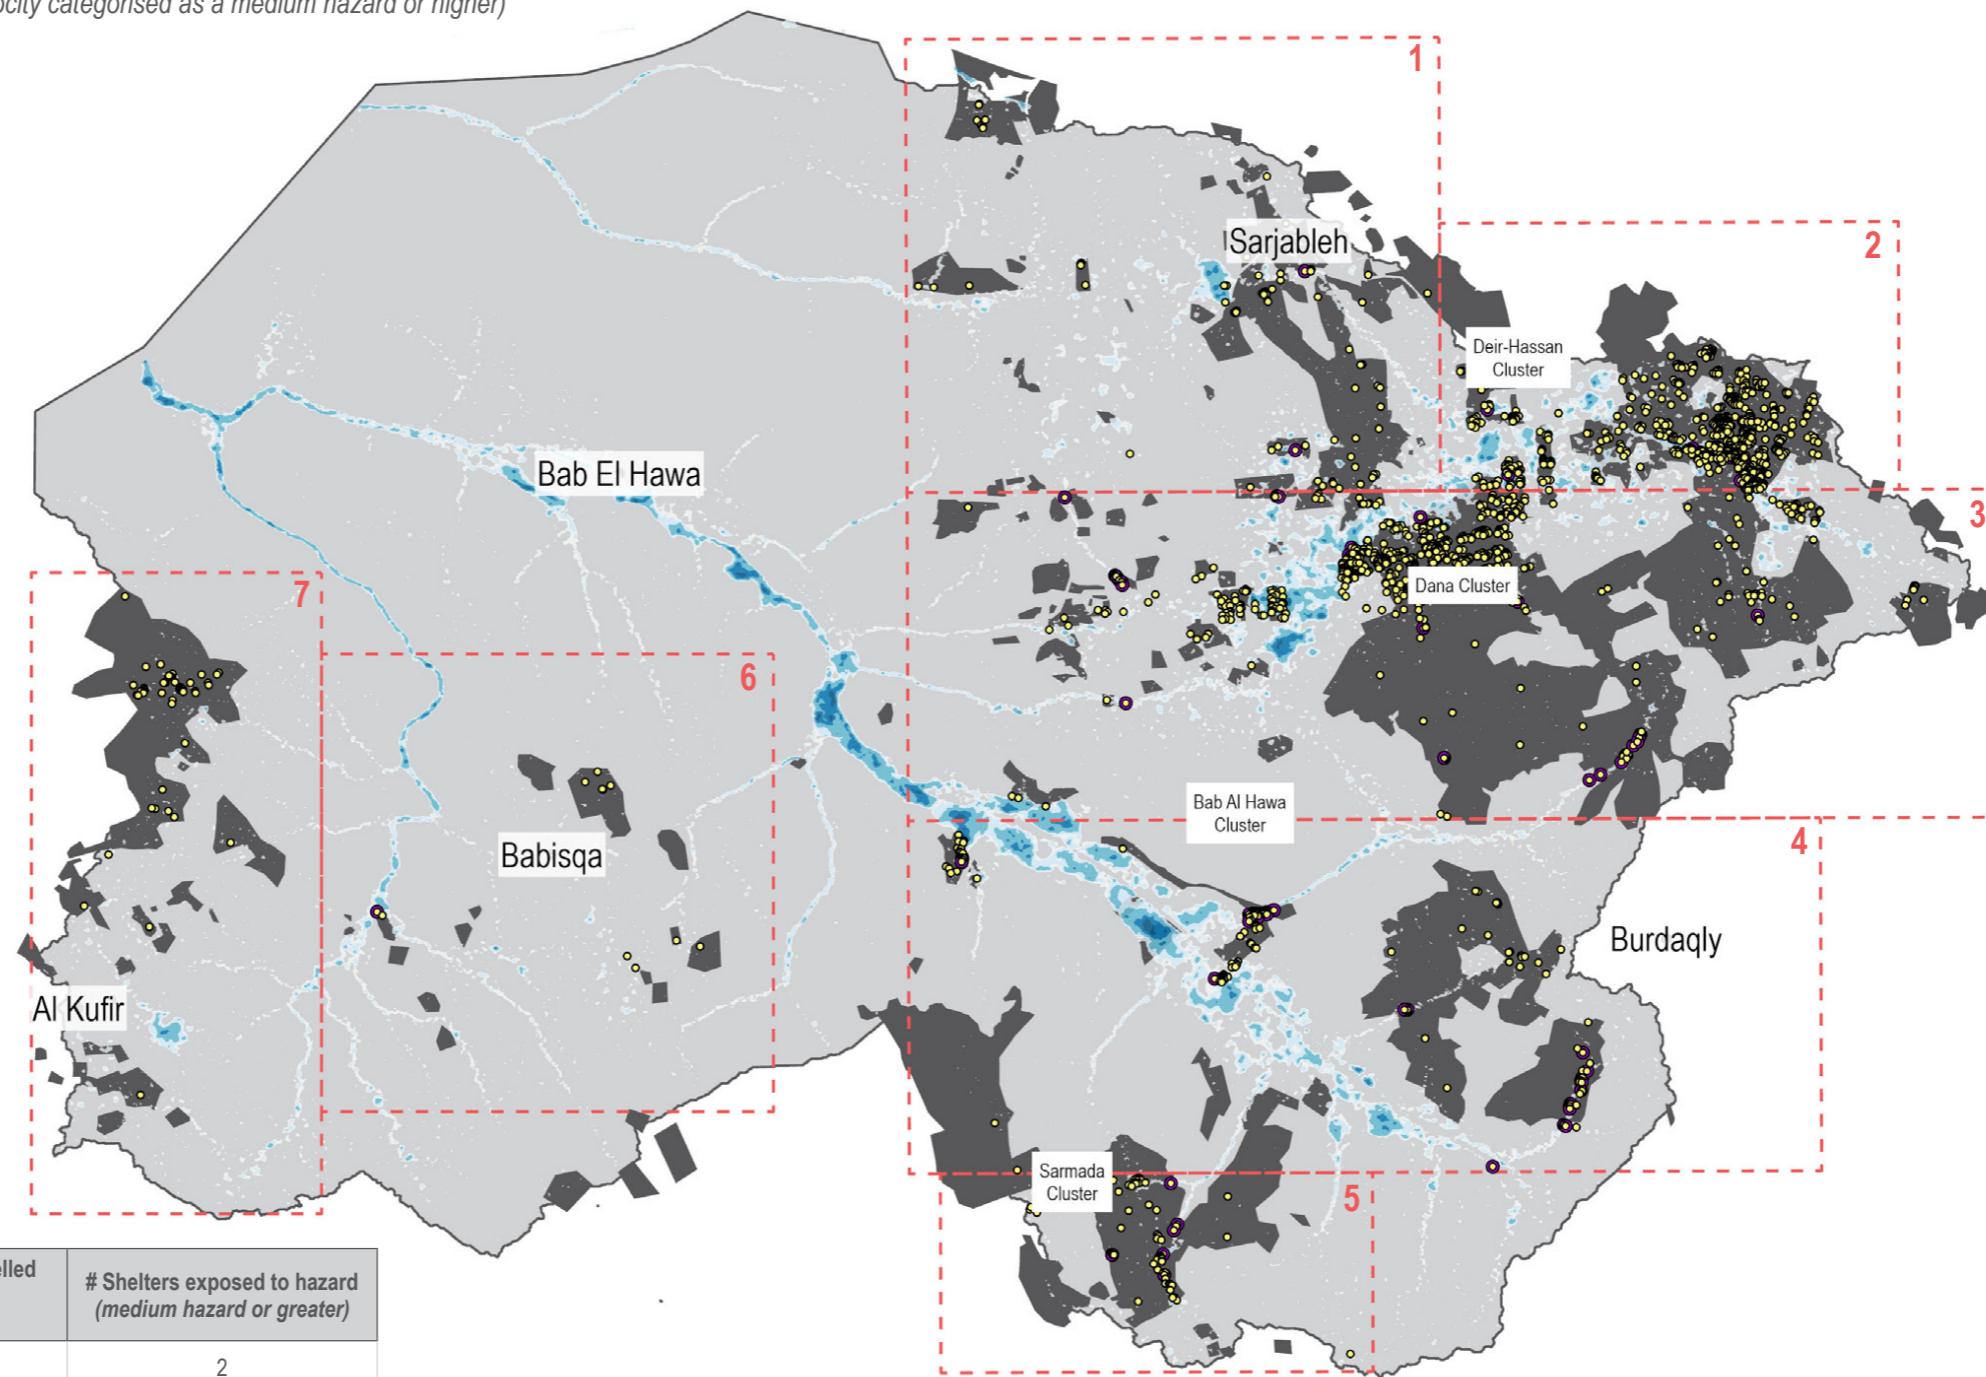 categorised as a medium hazard or higher)
1
Sarjableh
2
Deir-Hassan
Cluster
Bab El Hawa
3
Dana Cluster
7
6
Bab Al Hawa
Cluster
4
Babisqa
Burdaqly
Al Kufir
Sarmada
Cluster
5
# Shelters exposed to hazard
(medium hazard or greater)
2